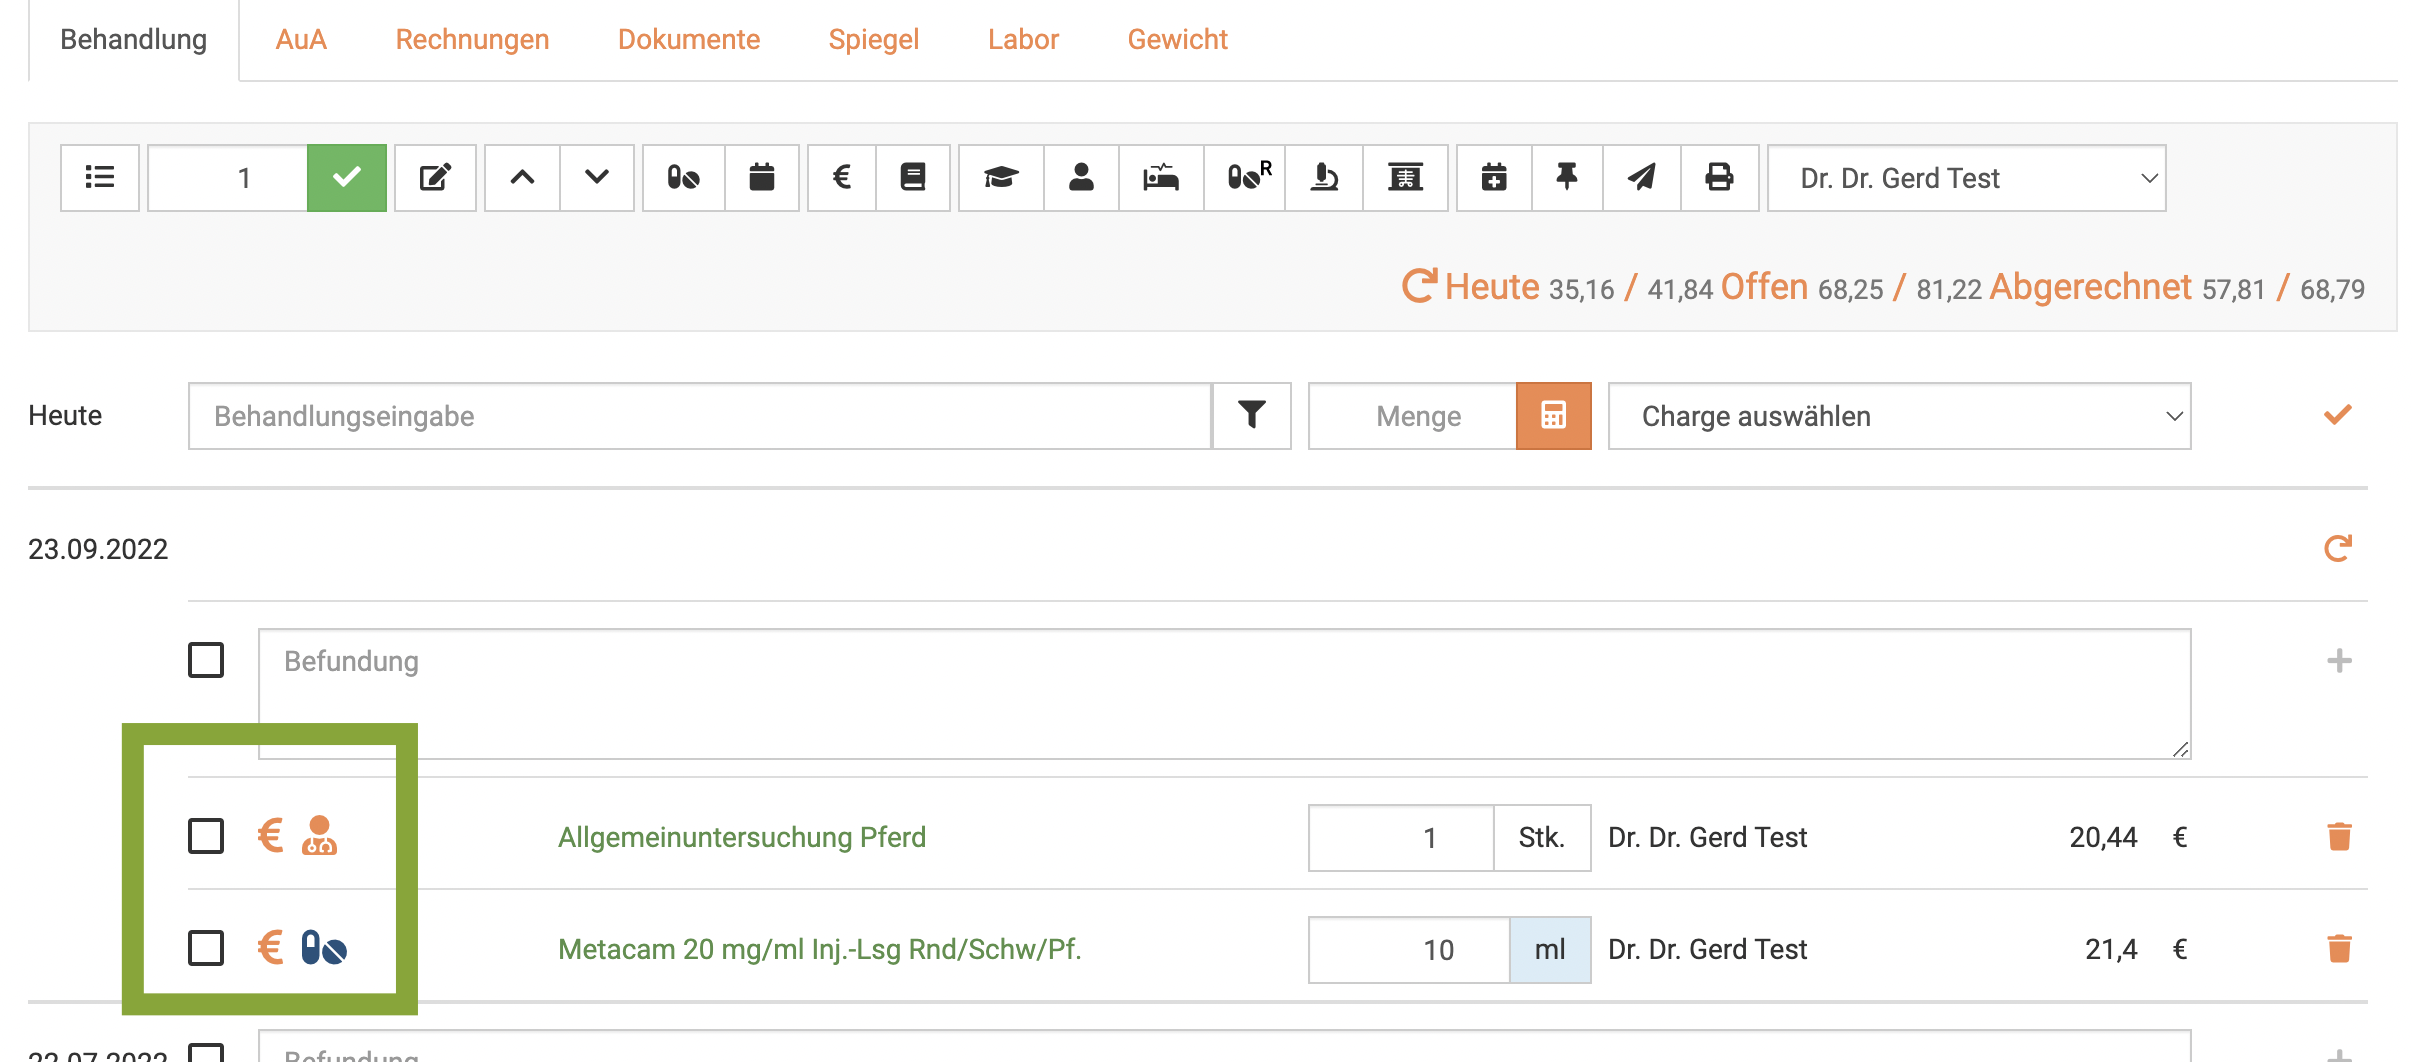 Behandlung AuA Rechnungen Dokumente Spiegel Labor Gewicht
1 € R Dr. Dr. Gerd Test
Heute 35,16 / 41,84 Offen 68,25 / 81,22 Abgerechnet 57,81 / 68,79
Heute Behandlungseingabe Menge Charge auswählen
23.09.2022
Befundung
€ Allgemeinuntersuchung Pferd 1 Stk. Dr. Dr. Gerd Test 20,44 €
€ Metacam 20 mg/ml Inj.-Lsg Rnd/Schw/Pf. 10 ml Dr. Dr. Gerd Test 21,4 €
22.07.2022 Befundung